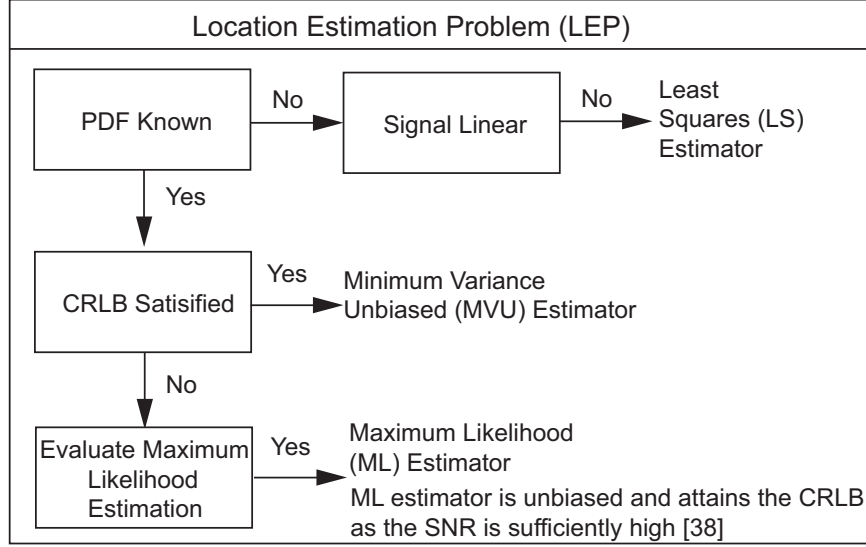 Location Estimation Problem (LEP)
PDF Known
No
Signal Linear
No
Least
Squares (LS)
Estimator
Yes
CRLB Satisified
Yes
Minimum Variance
Unbiased (MVU) Estimator
No
Evaluate Maximum
Likelihood
Estimation
Yes
Maximum Likelihood
(ML) Estimator
ML estimator is unbiased and attains the CRLB
as the SNR is sufficiently high [38]